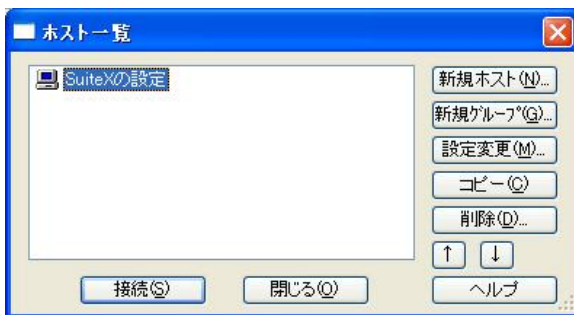 ホスト一覧
SuiteXの設定
新規ホスト(N)...
新規グループ(G)...
設定変更(M)...
コピー(C)
削除(D)...
↑ ↓
接続(S) 閉じる(O) ヘルプ